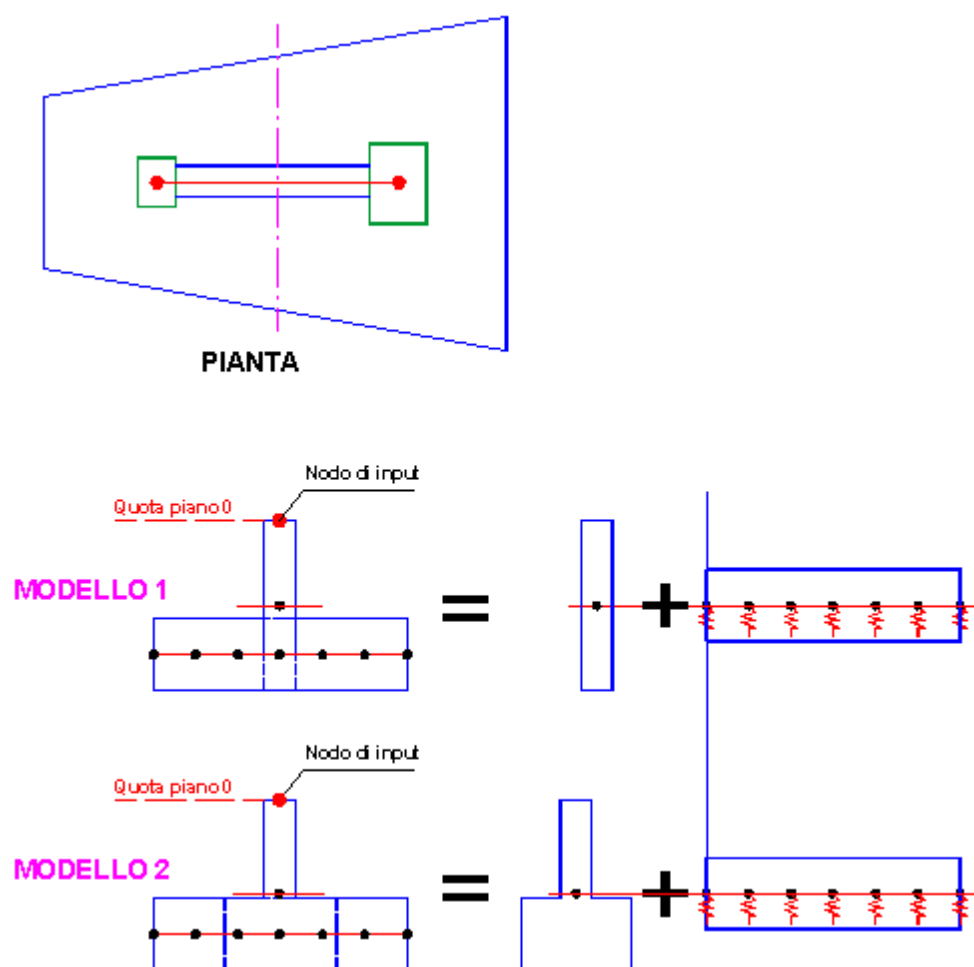 PIANTA
Nodo di input
Quota piano 0
MODELLO 1
=
+
Nodo di input
Quota piano 0
MODELLO 2
=
+